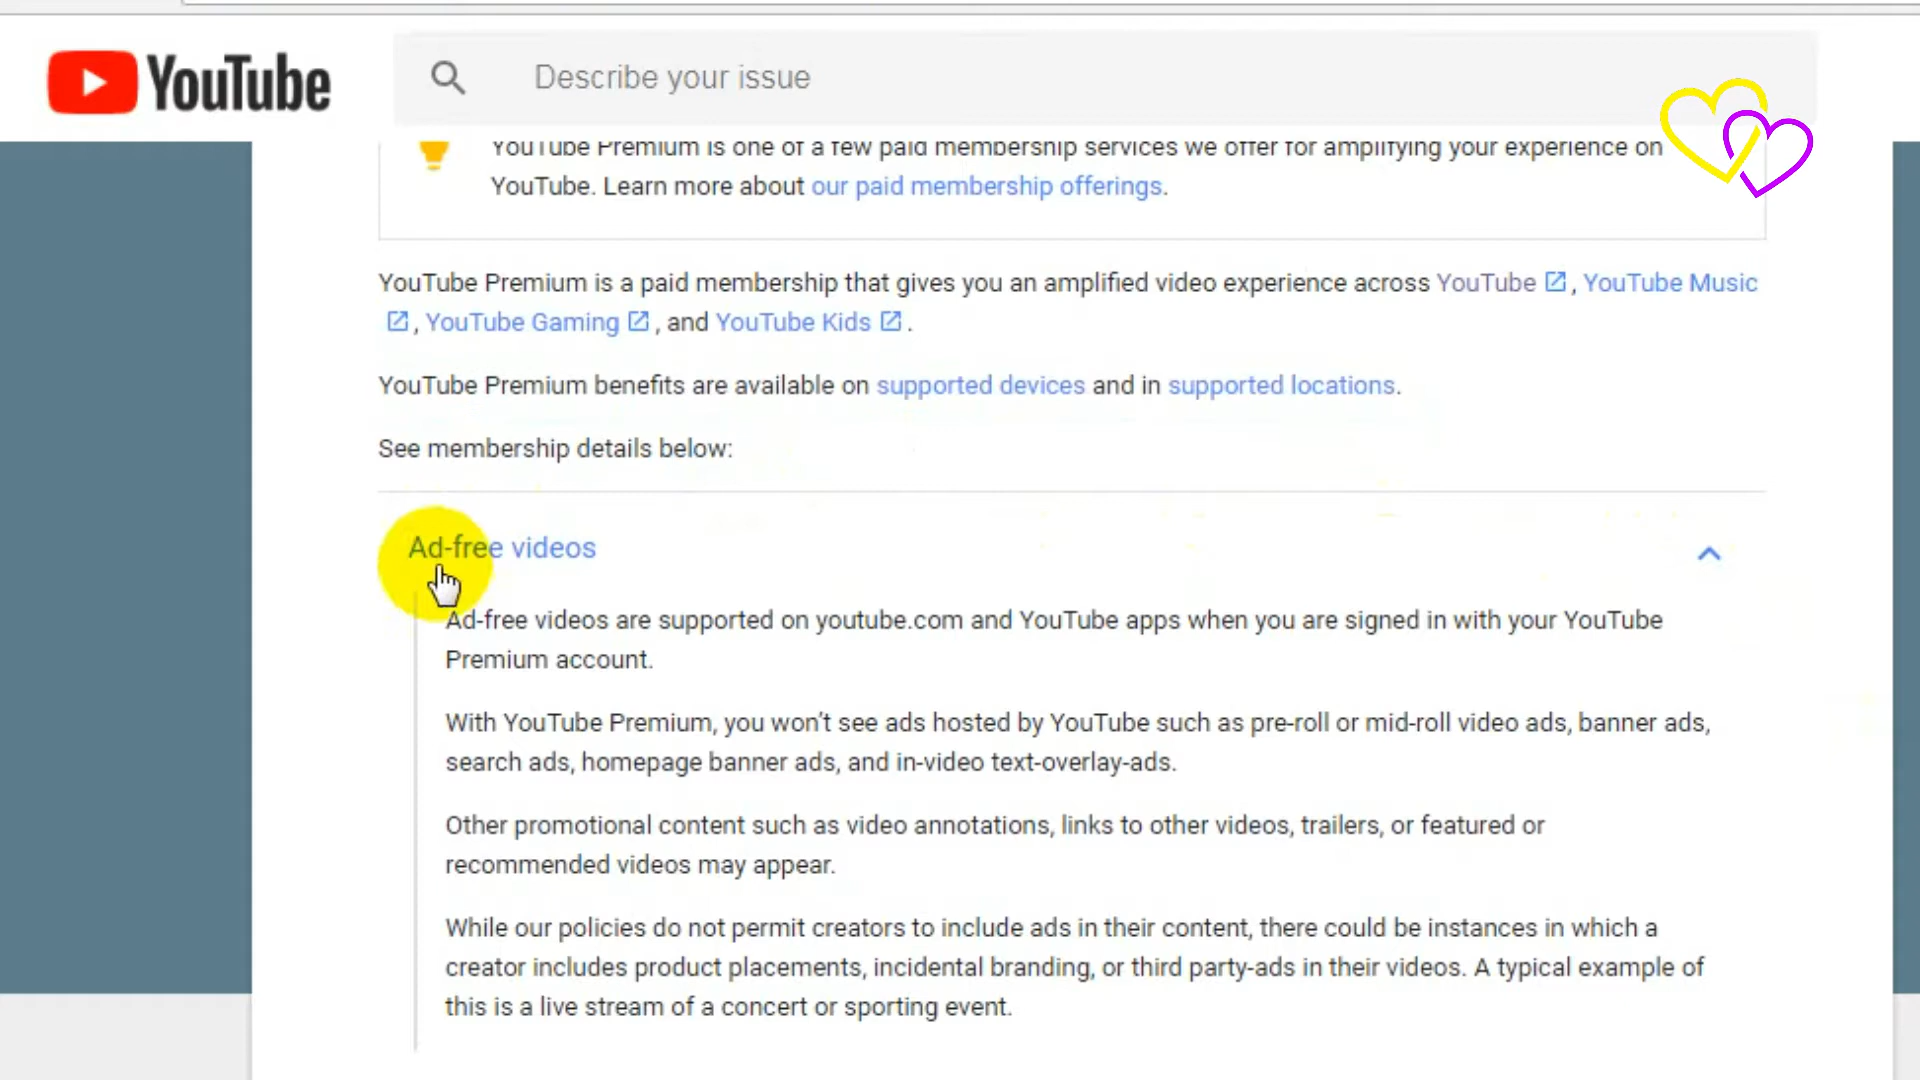 YouTube
Describe your issue
YouTube Premium is one of a few paid membership services we offer for amplifying your experience on
YouTube. Learn more about our paid membership offerings.
YouTube Premium is a paid membership that gives you an amplified video experience across YouTube, YouTube Music
, YouTube Gaming, and YouTube Kids.
YouTube Premium benefits are available on supported devices and in supported locations.
See membership details below:
Ad-free videos
Ad-free videos are supported on youtube.com and YouTube apps when you are signed in with your YouTube
Premium account.
With YouTube Premium, you won't see ads hosted by YouTube such as pre-roll or mid-roll video ads, banner ads,
search ads, homepage banner ads, and in-video text-overlay-ads.
Other promotional content such as video annotations, links to other videos, trailers, or featured or
recommended videos may appear.
While our policies do not permit creators to include ads in their content, there could be instances in which a
creator includes product placements, incidental branding, or third party-ads in their videos. A typical example of
this is a live stream of a concert or sporting event.